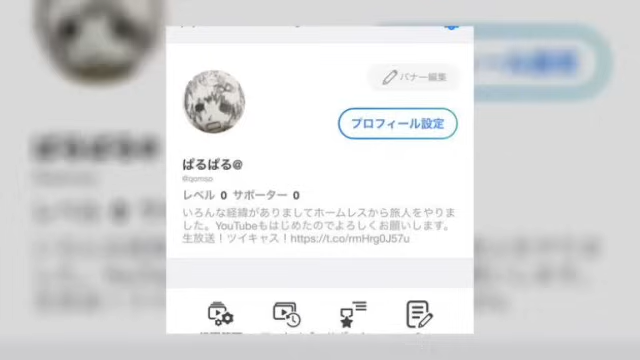 バナー編集
プロフィール設定
ぱるぱる@
レベル 0 サポーター 0
いろんな経緯がありましてホームレスから旅人をやりま
した。YouTubeもはじめたのでよろしくお願いします。
生放送！ツイキャス！https://t.co/rmHrg0J57u